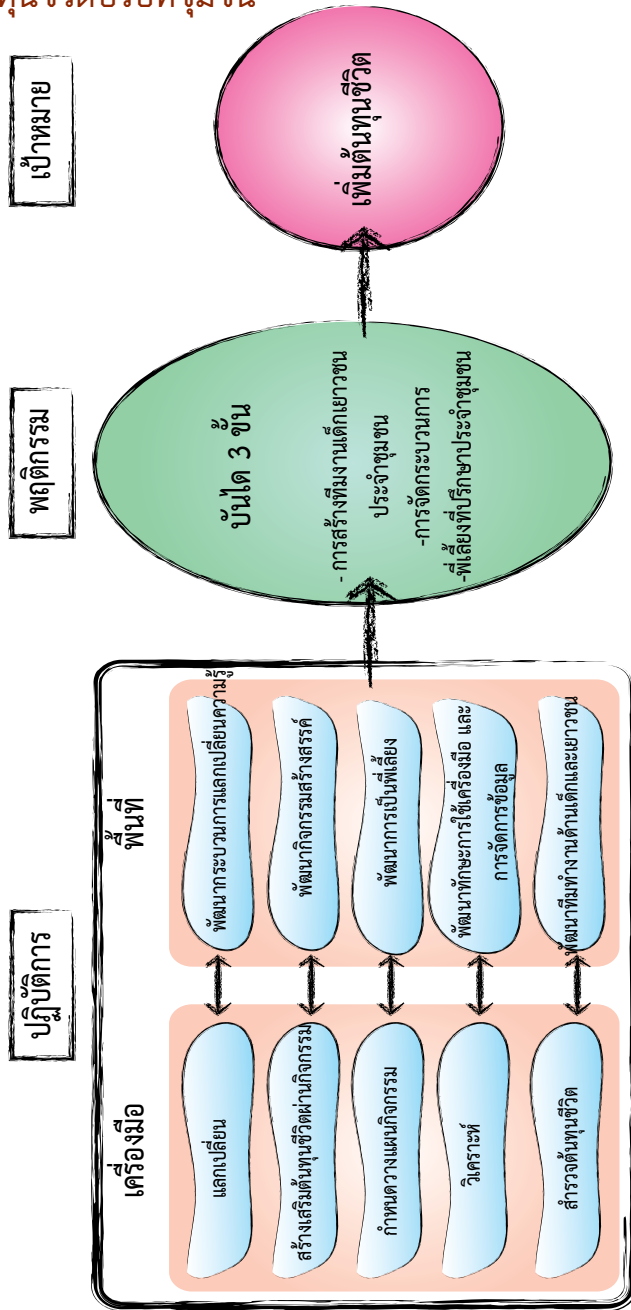 ปฏิบัติการ
พฤติกรรม
เป้าหมาย
เครื่องมือ
พื้นที่
แลกเปลี่ยน
พัฒนากระบวนการแลกเปลี่ยนความรู้
สร้างเสริมต้นทุนชีวิตผ่านกิจกรรม
พัฒนากิจกรรมสร้างสรรค์
กำหนดวางแผนกิจกรรม
พัฒนาการเป็นพี่เลี้ยง
วิเคราะห์
พัฒนาทักษะการใช้เครื่องมือ และ
การจัดการข้อมูล
สำรวจต้นทุนชีวิต
พัฒนาทีมทำงานด้านเด็กและเยาวชน
บันได 3 ขั้น
- การสร้างทีมงานเด็กเยาวชน
ประจำชุมชน
-การจัดกระบวนการ
-พี่เลี้ยงที่ปรึกษาประจำชุมชน
เพิ่มต้นทุนชีวิต